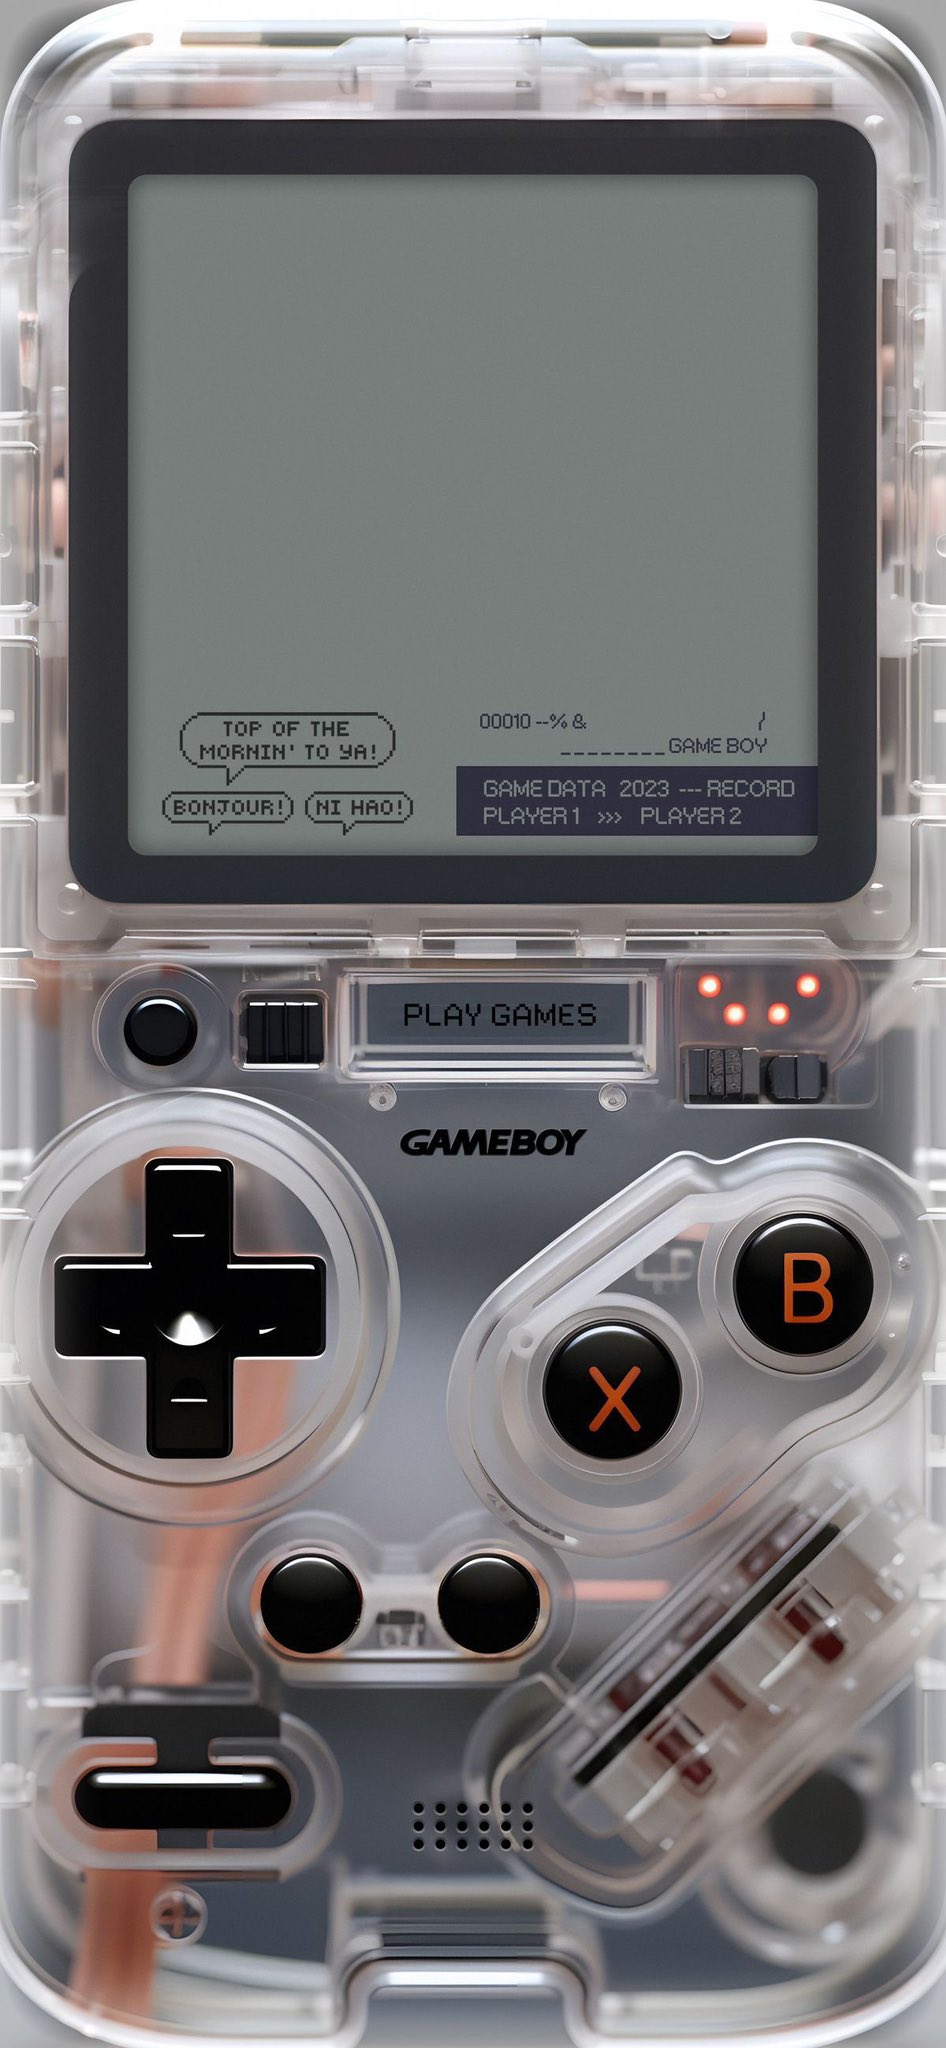 TOP OF THE
MORNIN' TO YA!
BONJOUR!
NI HAO!
00010 --% & /
________GAME BOY
GAME DATA 2023 --- RECORD
PLAYER 1 >>> PLAYER 2
PLAY GAMES
GAMEBOY
B
X